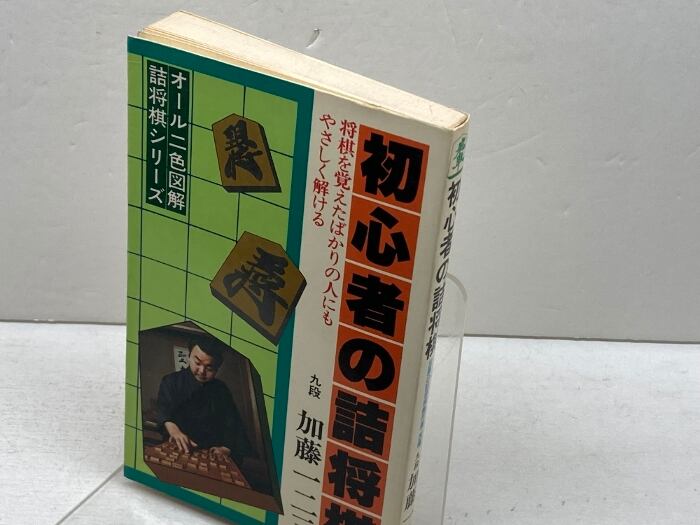 初心者の詰将棋
将棋を覚えたばかりの人にも
やさしく解ける
九段 加藤一二三
オール二色図解
詰将棋シリーズ
初心者の詰将棋
九段 加藤